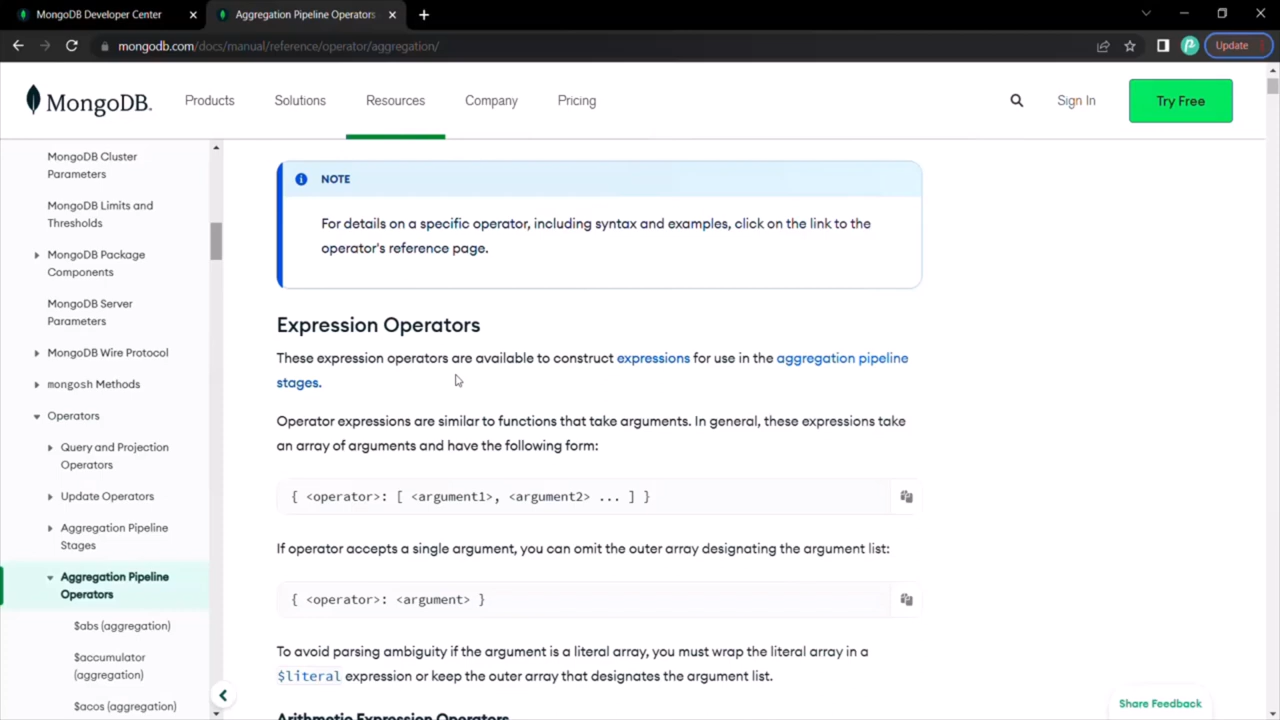 MongoDB Developer Center
Aggregation Pipeline Operators
mongodb.com/docs/manual/reference/operator/aggregation/
Update
MongoDB.
Products
Solutions
Resources
Company
Pricing
Sign In
Try Free
MongoDB Cluster
Parameters
MongoDB Limits and
Thresholds
MongoDB Package
Components
MongoDB Server
Parameters
MongoDB Wire Protocol
mongosh Methods
Operators
Query and Projection
Operators
Update Operators
Aggregation Pipeline
Stages
Aggregation Pipeline
Operators
$abs (aggregation)
$accumulator
(aggregation)
$acos (aggregation)
NOTE
For details on a specific operator, including syntax and examples, click on the link to the
operator's reference page.
Expression Operators
These expression operators are available to construct expressions for use in the aggregation pipeline
stages.
Operator expressions are similar to functions that take arguments. In general, these expressions take
an array of arguments and have the following form:
{ <operator>: [ <argument1>, <argument2> ... ] }
If operator accepts a single argument, you can omit the outer array designating the argument list:
{ <operator>: <argument> }
To avoid parsing ambiguity if the argument is a literal array, you must wrap the literal array in a
$literal expression or keep the outer array that designates the argument list.
Arithmetic Expression Operators
Share Feedback